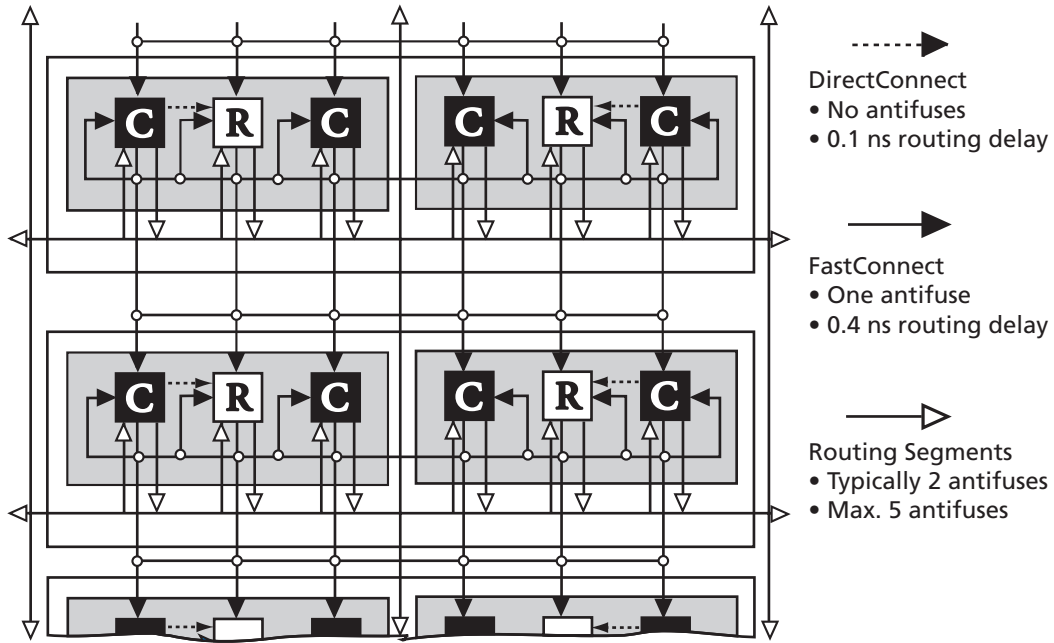 C R C C R C
C R C C R C
DirectConnect
• No antifuses
• 0.1 ns routing delay
FastConnect
• One antifuse
• 0.4 ns routing delay
Routing Segments
• Typically 2 antifuses
• Max. 5 antifuses